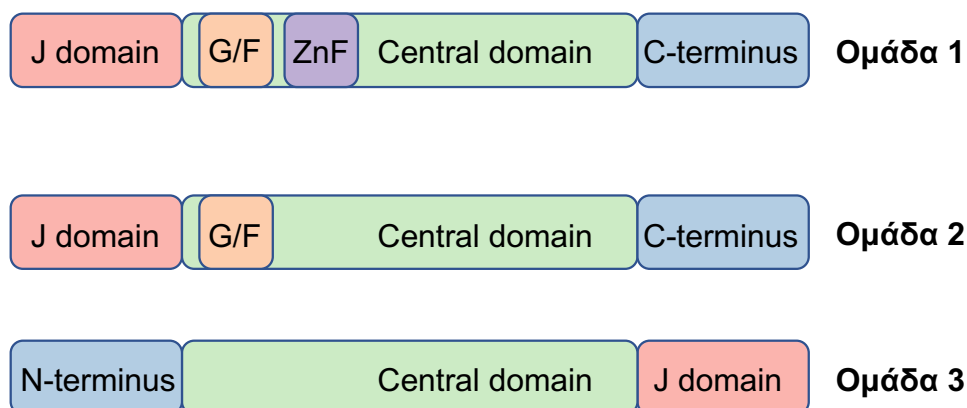 J domain G/F ZnF Central domain C-terminus Ομάδα 1
J domain G/F Central domain C-terminus Ομάδα 2
N-terminus Central domain J domain Ομάδα 3